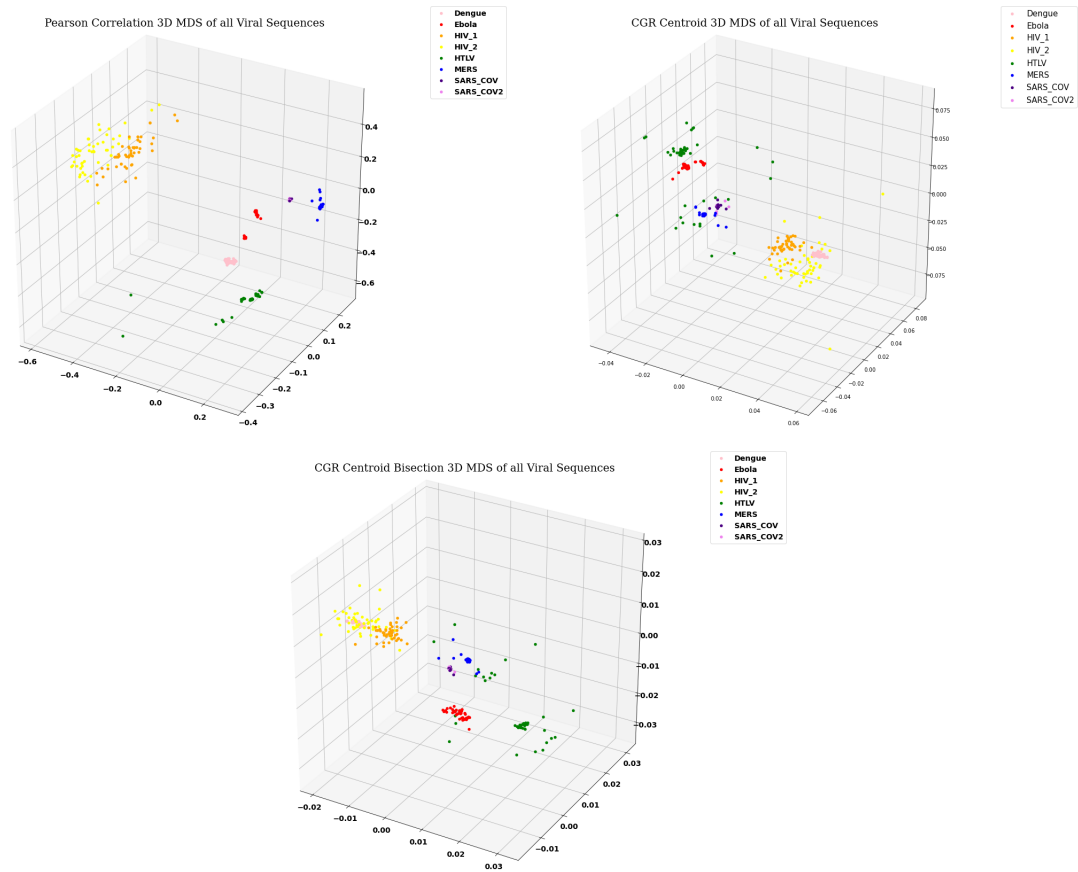 Pearson Correlation 3D MDS of all Viral Sequences
Dengue
Ebola
HIV_1
HIV_2
HTLV
MERS
SARS_COV
SARS_COV2
0.4
0.2
0.0
−0.2
−0.4
−0.6
0.2
0.1
0.0
−0.1
−0.2
−0.3
−0.4
−0.6
−0.4
−0.2
0.0
0.2
CGR Centroid 3D MDS of all Viral Sequences
Dengue
Ebola
HIV_1
HIV_2
HTLV
MERS
SARS_COV
SARS_COV2
0.075
0.050
0.025
0.000
−0.025
−0.050
−0.075
0.08
0.06
0.04
0.02
0.00
−0.02
−0.04
−0.06
−0.04
−0.02
0.00
0.02
0.04
0.06
CGR Centroid Bisection 3D MDS of all Viral Sequences
Dengue
Ebola
HIV_1
HIV_2
HTLV
MERS
SARS_COV
SARS_COV2
0.03
0.02
0.01
0.00
−0.01
−0.02
−0.03
0.03
0.02
0.01
0.00
−0.01
−0.02
−0.01
0.00
0.01
0.02
0.03